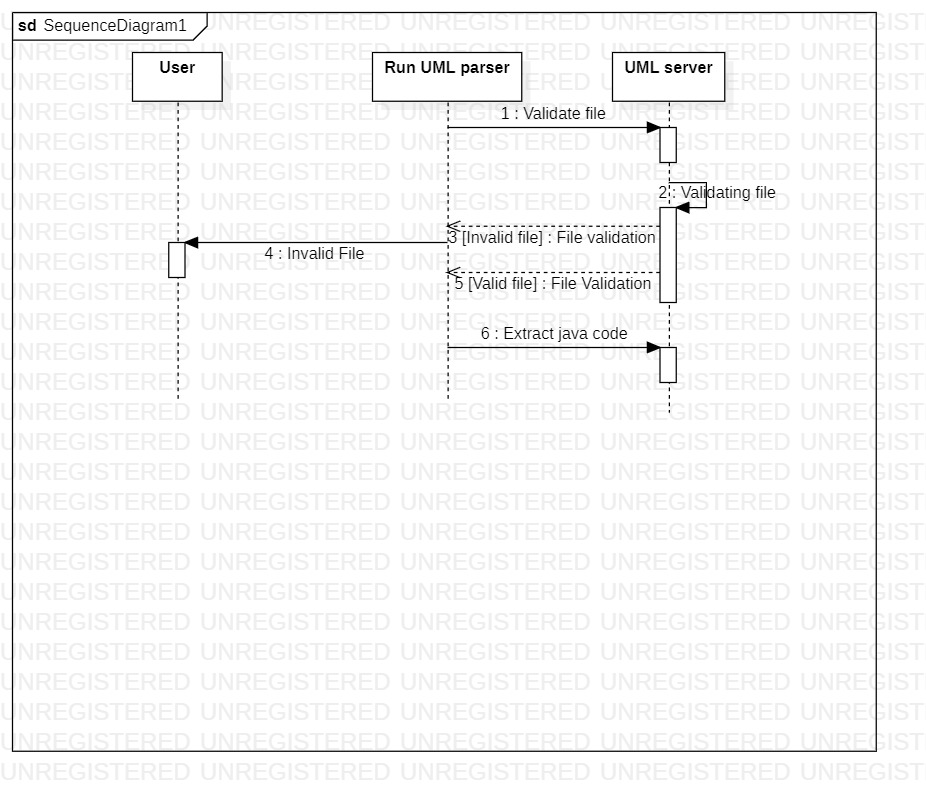 sd SequenceDiagram1
User
Run UML parser
UML server
1 : Validate file
2 : Validating file
3 [Invalid file] : File validation
4 : Invalid File
5 [Valid file] : File Validation
6 : Extract java code
UNREGISTERED